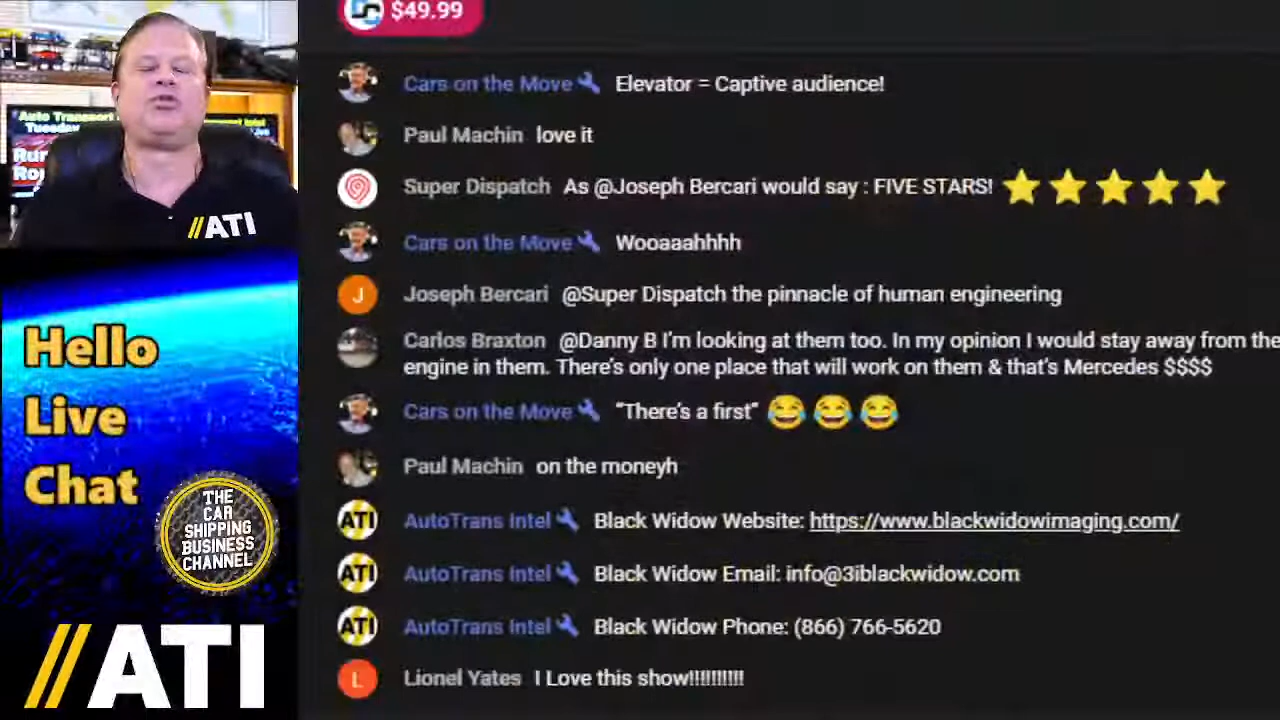 $49.99
Cars on the Move Elevator = Captive audience!
Paul Machin love it
Super Dispatch As @Joseph Bercari would say : FIVE STARS! ⭐⭐⭐⭐⭐
Cars on the Move Wooaaahhhh
J Joseph Bercari @Super Dispatch the pinnacle of human engineering
Carlos Braxton @Danny B I'm looking at them too. In my opinion I would stay away from the
engine in them. There's only one place that will work on them & that's Mercedes $$$$
Cars on the Move "There's a first" 😂😂😂
Paul Machin on the moneyh
ATI AutoTrans Intel Black Widow Website: https://www.blackwidowimaging.com/
ATI AutoTrans Intel Black Widow Email: info@3iblackwidow.com
ATI AutoTrans Intel Black Widow Phone: (866) 766-5620
L Lionel Yates I Love this show!!!!!!!!!!
Auto Transport
Tuesday
//ATI
Hello
Live
Chat
THE
CAR
SHIPPING
BUSINESS
CHANNEL
//ATI